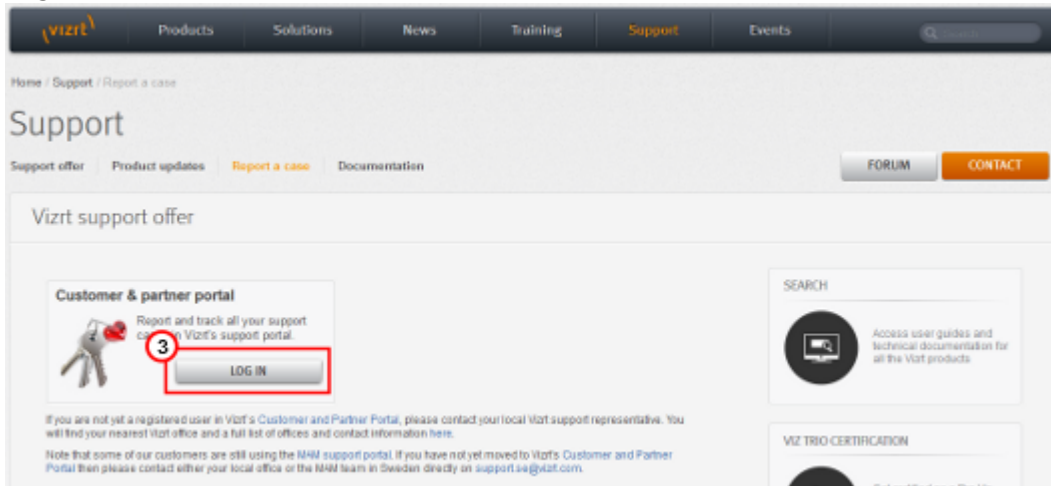 vizrt Products Solutions News Training Support Events Search
Home / Support / Report a case
Support
Support offer Product updates Report a case Documentation FORUM CONTACT
Vizrt support offer
Customer & partner portal
Report and track all your support
in Vizrt's support portal.
3
LOG IN
If you are not yet a registered user in Vizrt's Customer and Partner Portal, please contact your local Vizrt support representative. You
will find your nearest Vizrt office and a full list of offices and contact information here.
Note that some of our customers are still using the M4M support portal. If you have not yet moved to Vizrt's Customer and Partner
Portal then please contact either your local office or the M4M team in Sweden directly on support.se@vizrt.com.
SEARCH
Access user guides and
technical documentation for
all the Vizrt products
VIZ TRIO CERTIFICATION